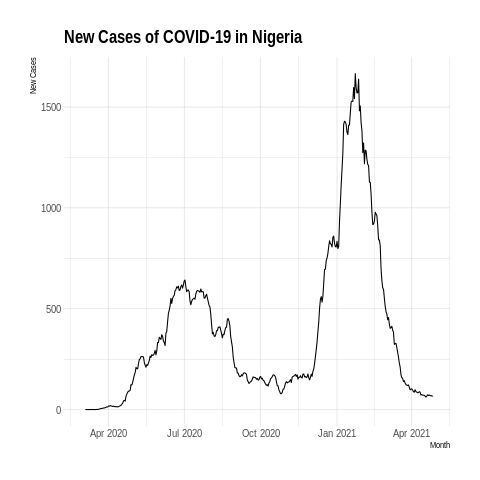 New Cases of COVID-19 in Nigeria
New Cases
1500
1000
500
0
Apr 2020 Jul 2020 Oct 2020 Jan 2021 Apr 2021
Month